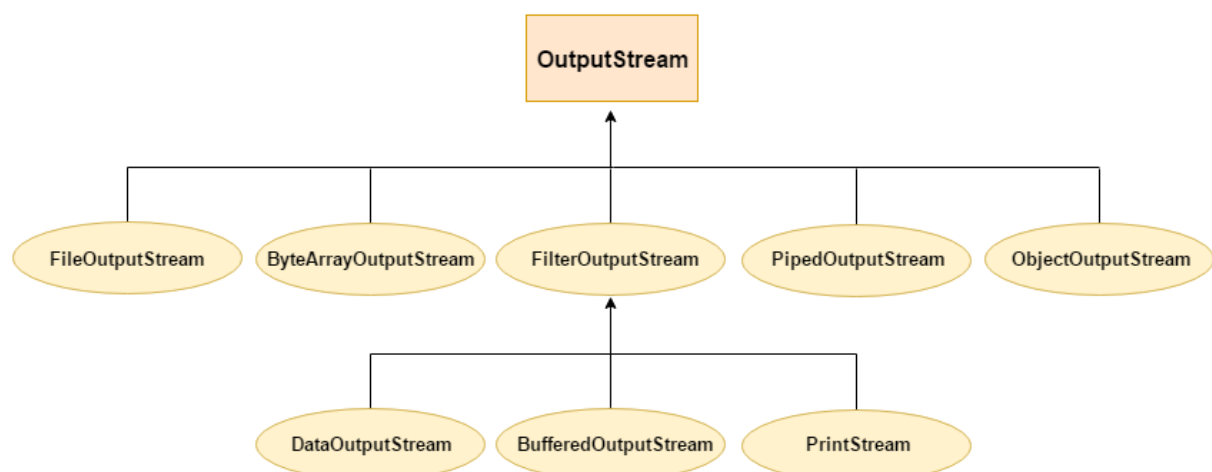 OutputStream
FileOutputStream
ByteArrayOutputStream
FilterOutputStream
PipedOutputStream
ObjectOutputStream
DataOutputStream
BufferedOutputStream
PrintStream